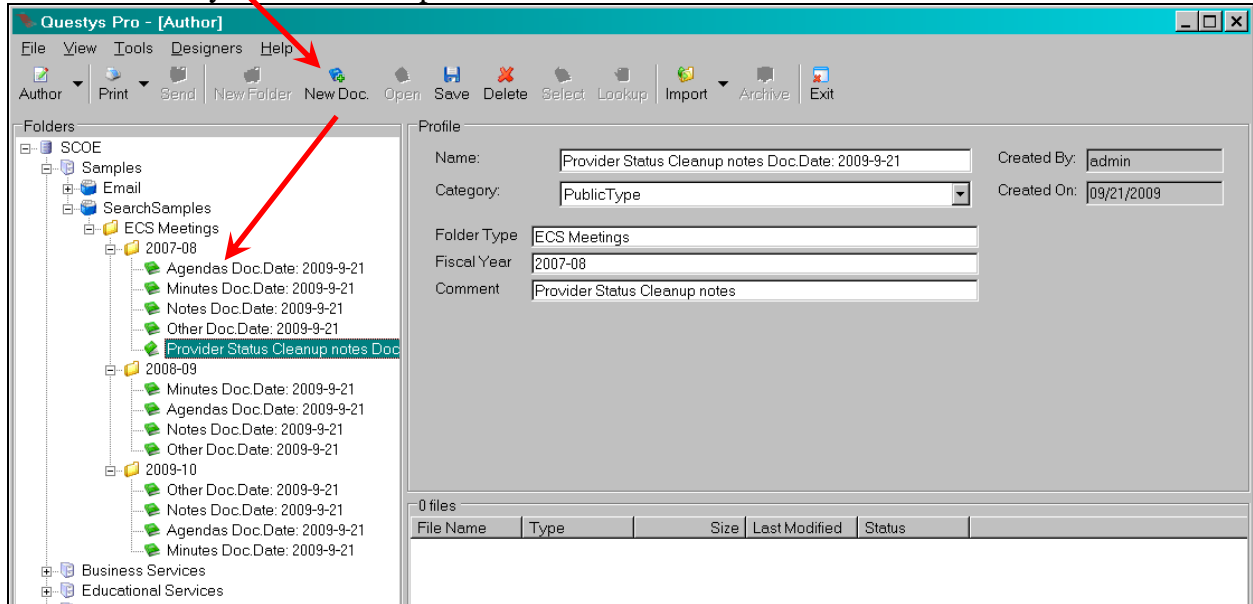 Questys Pro - [Author]
File View Tools Designers Help
Author Print Send New Folder New Doc. Open Save Delete Select Lookup Import Archive Exit
Folders
SCOE
Samples
Email
SearchSamples
ECS Meetings
2007-08
Agendas Doc.Date: 2009-9-21
Minutes Doc.Date: 2009-9-21
Notes Doc.Date: 2009-9-21
Other Doc.Date: 2009-9-21
Provider Status Cleanup notes Doc
2008-09
Minutes Doc.Date: 2009-9-21
Agendas Doc.Date: 2009-9-21
Notes Doc.Date: 2009-9-21
Other Doc.Date: 2009-9-21
2009-10
Other Doc.Date: 2009-9-21
Notes Doc.Date: 2009-9-21
Agendas Doc.Date: 2009-9-21
Minutes Doc.Date: 2009-9-21
Business Services
Educational Services
Profile
Name: Provider Status Cleanup notes Doc.Date: 2009-9-21 Created By: admin
Category: PublicType Created On: 09/21/2009
Folder Type ECS Meetings
Fiscal Year 2007-08
Comment Provider Status Cleanup notes
0 files
File Name Type Size Last Modified Status